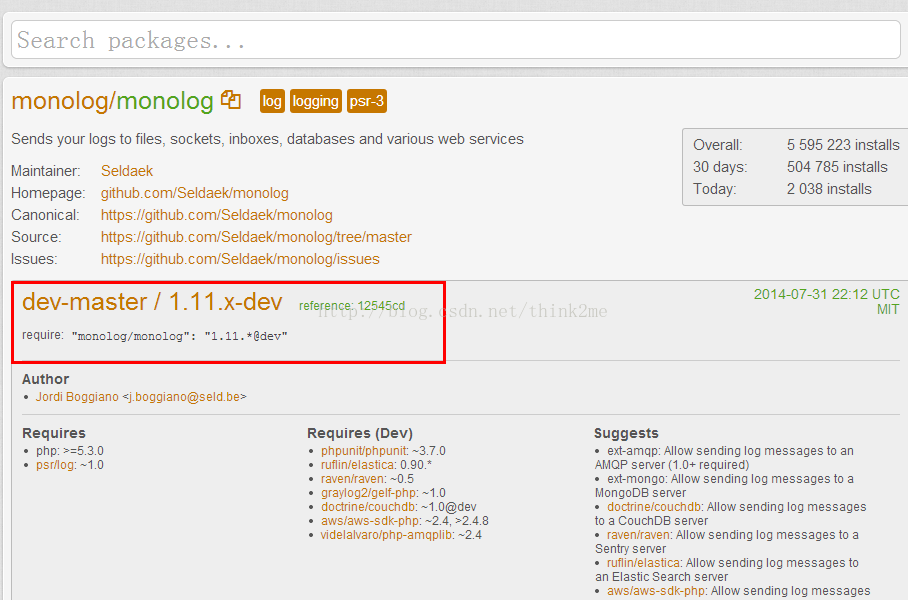 Search packages...
monolog/monolog log logging psr-3
Sends your logs to files, sockets, inboxes, databases and various web services
Maintainer: Seldaek
Homepage: github.com/Seldaek/monolog
Canonical: https://github.com/Seldaek/monolog
Source: https://github.com/Seldaek/monolog/tree/master
Issues: https://github.com/Seldaek/monolog/issues
Overall: 5 595 223 installs
30 days: 504 785 installs
Today: 2 038 installs
dev-master / 1.11.x-dev reference: 12545cd
2014-07-31 22:12 UTC
MIT
http://blog.csdn.net/think2me
require: "monolog/monolog": "1.11.*@dev"
Author
• Jordi Boggiano <j.boggiano@seld.be>
Requires
• php: >=5.3.0
• psr/log: ~1.0
Requires (Dev)
• phpunit/phpunit: ~3.7.0
• ruflin/elastica: 0.90.*
• raven/raven: ~0.5
• graylog2/gelf-php: ~1.0
• doctrine/couchdb: ~1.0@dev
• aws/aws-sdk-php: ~2.4, >2.4.8
• videlalvaro/php-amqplib: ~2.4
Suggests
• ext-amqp: Allow sending log messages to an
AMQP server (1.0+ required)
• ext-mongo: Allow sending log messages to a
MongoDB server
• doctrine/couchdb: Allow sending log messages
to a CouchDB server
• raven/raven: Allow sending log messages to a
Sentry server
• ruflin/elastica: Allow sending log messages to
an Elastic Search server
• aws/aws-sdk-php: Allow sending log messages